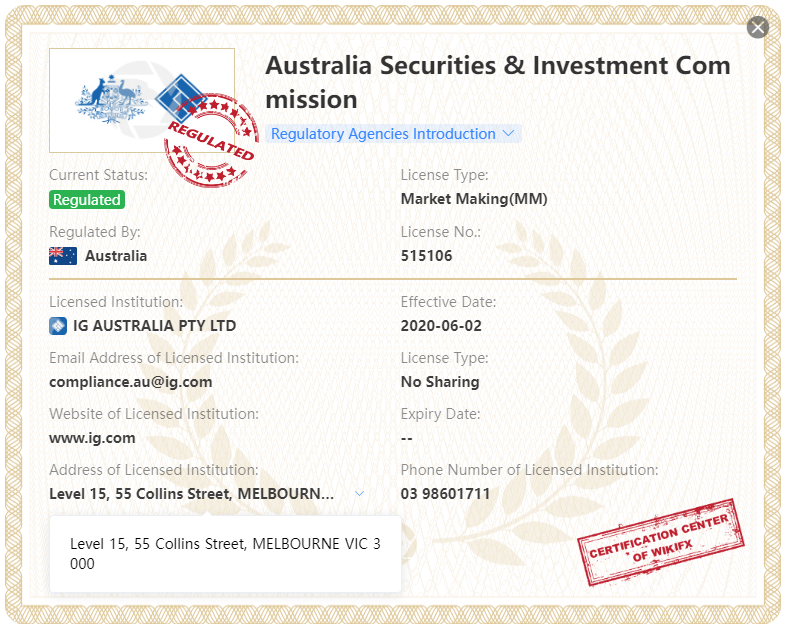 Australia Securities & Investment Com
mission
Regulatory Agencies Introduction
REGULATED
Current Status:
Regulated
License Type:
Market Making(MM)
Regulated By:
Australia
License No.:
515106
Licensed Institution:
IG AUSTRALIA PTY LTD
Effective Date:
2020-06-02
Email Address of Licensed Institution:
compliance.au@ig.com
License Type:
No Sharing
Website of Licensed Institution:
www.ig.com
Expiry Date:
--
Address of Licensed Institution:
Level 15, 55 Collins Street, MELBOURN...
Phone Number of Licensed Institution:
03 98601711
Level 15, 55 Collins Street, MELBOURNE VIC 3
000
CERTIFICATION CENTER
OF WIKIFX